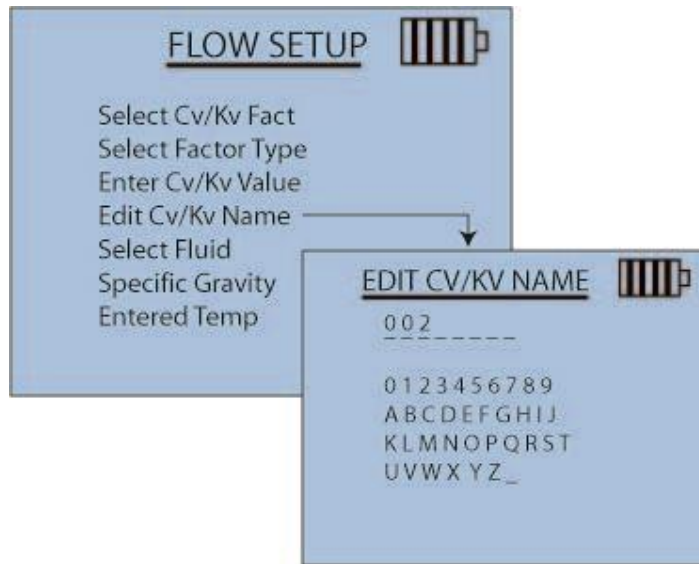 FLOW SETUP
Select Cv/Kv Fact
Select Factor Type
Enter Cv/Kv Value
Edit Cv/Kv Name
Select Fluid
Specific Gravity
Entered Temp
EDIT CV/KV NAME
002
0123456789
ABCDEFGHIJ
KLMNOPQRST
UVWXYZ_